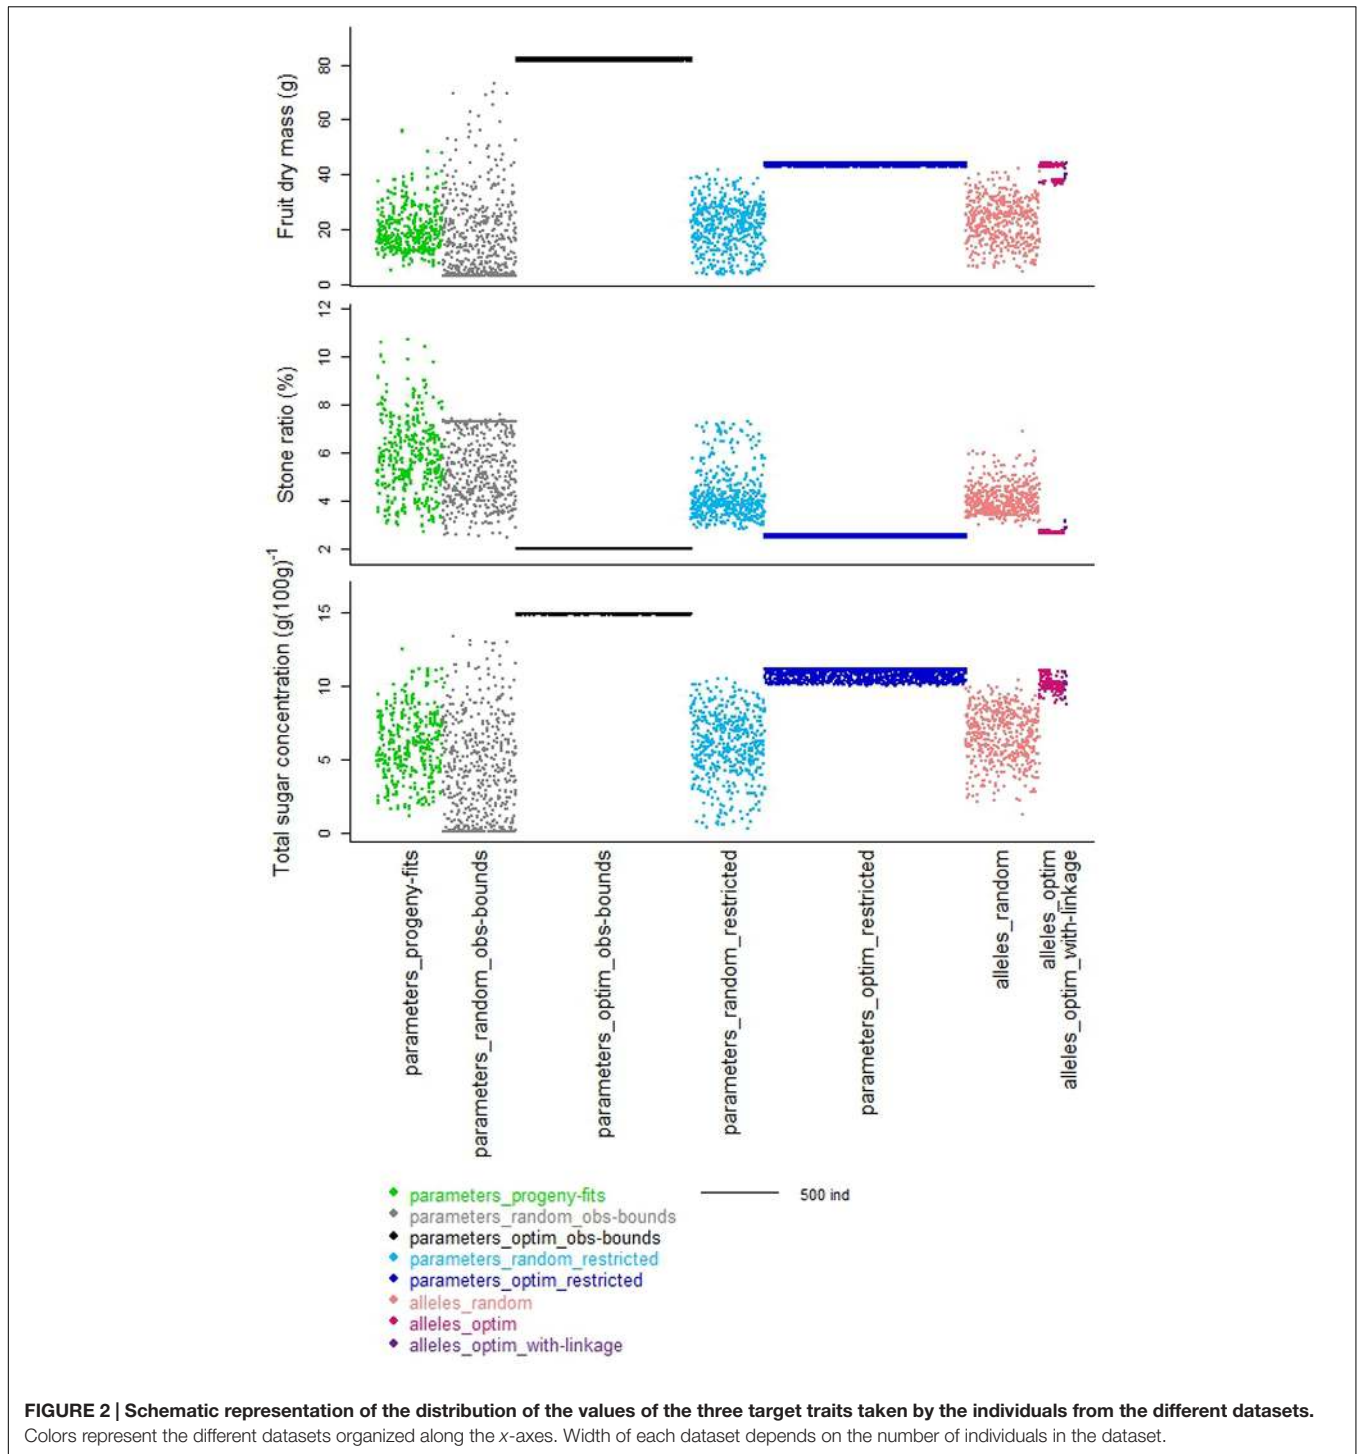 Fruit dry mass (g)
80
60
40
20
0
Stone ratio (%)
12
10
8
6
4
2
Total sugar concentration (g(100g)-1
15
10
5
0
parameters_progeny-fits
parameters_random_obs-bounds
parameters_optim_obs-bounds
parameters_random_restricted
parameters_optim_restricted
alleles_random
alleles_optim
alleles_optim_with-linkage
parameters_progeny-fits
500 ind
parameters_random_obs-bounds
parameters_optim_obs-bounds
parameters_random_restricted
parameters_optim_restricted
alleles_random
alleles_optim
alleles_optim_with-linkage
FIGURE 2 | Schematic representation of the distribution of the values of the three target traits taken by the individuals from the different datasets.
Colors represent the different datasets organized along the x-axes. Width of each dataset depends on the number of individuals in the dataset.